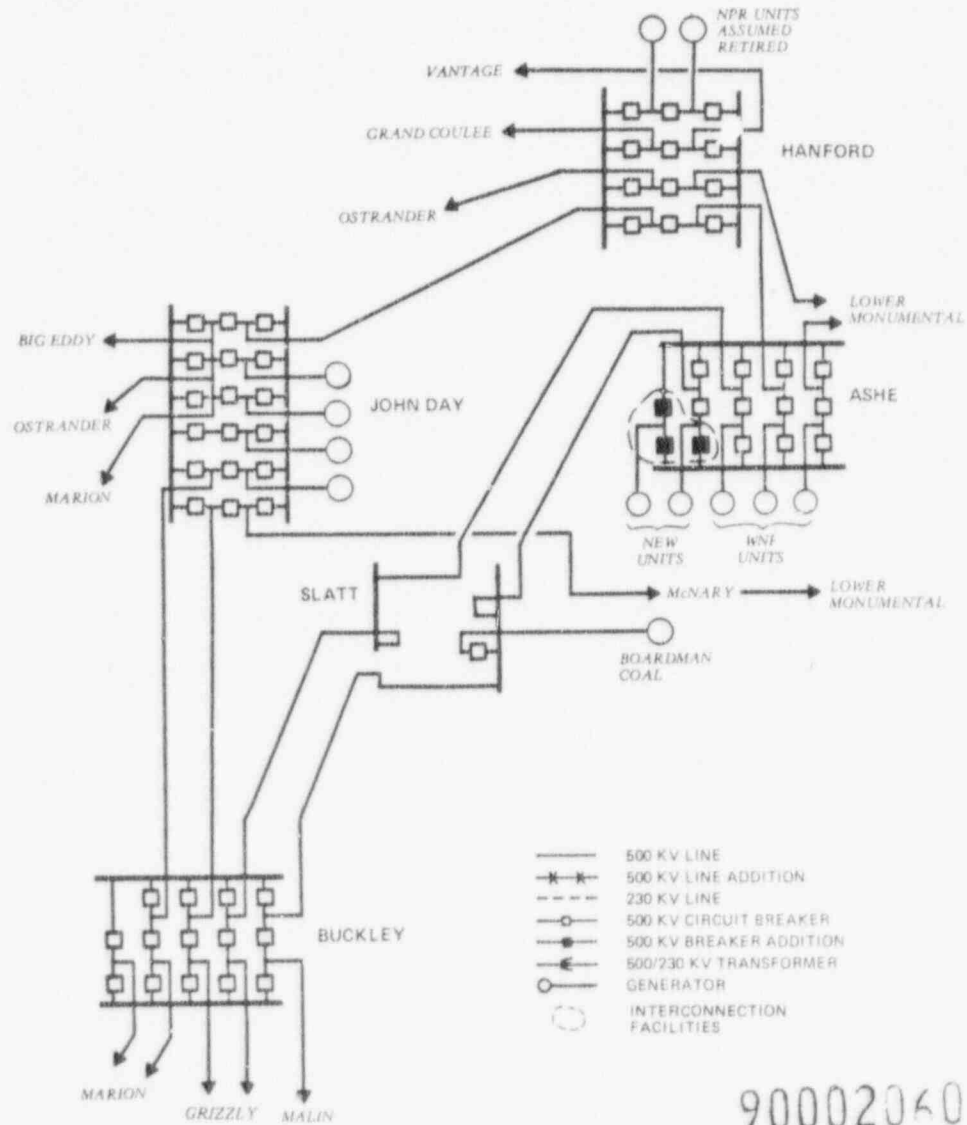 NPR UNITS
ASSUMED
RETIRED
VANTAGE
GRAND COULEE
HANFORD
OSTRANDER
LOWER
MONUMENTAL
BIG EDDY
ASHE
JOHN DAY
OSTRANDER
MARION
NEW
UNITS
WNP
UNITS
SLATT
McNARY
LOWER
MONUMENTAL
BOARDMAN
COAL
500 KV LINE
500 KV LINE ADDITION
230 KV LINE
500 KV CIRCUIT BREAKER
500 KV BREAKER ADDITION
500/230 KV TRANSFORMER
GENERATOR
INTERCONNECTION
FACILITIES
BUCKLEY
MARION
GRIZZLY
MALIN
90002060